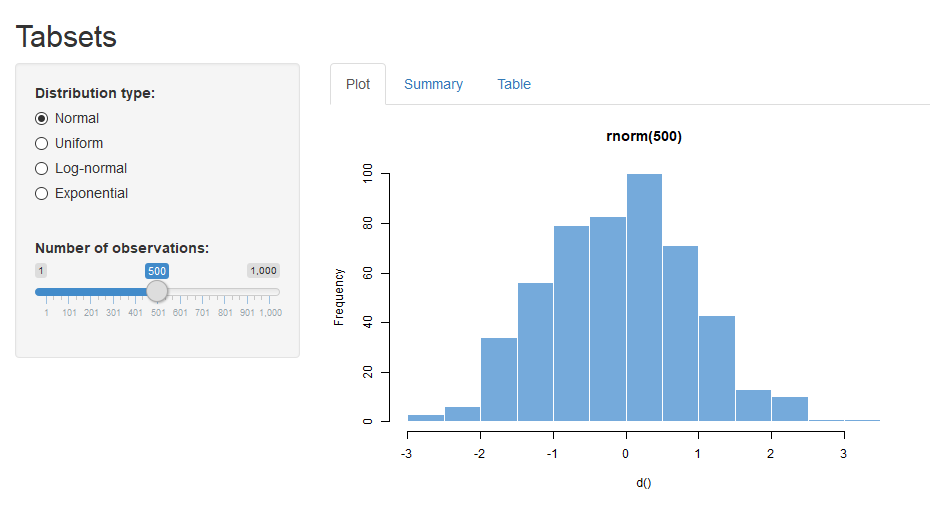 Tabsets
Distribution type:
Normal
Uniform
Log-normal
Exponential
Number of observations:
1 500 1,000
1 101 201 301 401 501 601 701 801 901 1,000
Plot Summary Table
rnorm(500)
Frequency
100
80
60
40
20
0
-3 -2 -1 0 1 2 3
d()